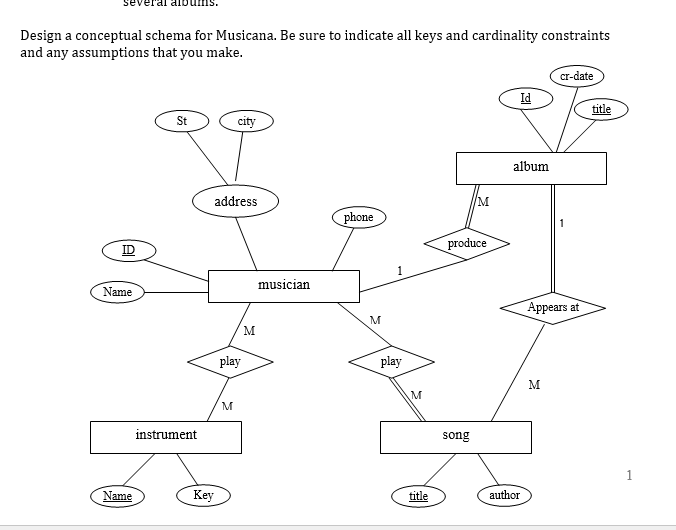 several albums.
Design a conceptual schema for Musicana. Be sure to indicate all keys and cardinality constraints
and any assumptions that you make.
cr-date
Id
title
St
city
album
address
M
phone
1
produce
ID
1
musician
Name
Appears at
M
M
play
play
M
M
M
instrument
song
1
Name
Key
title
author